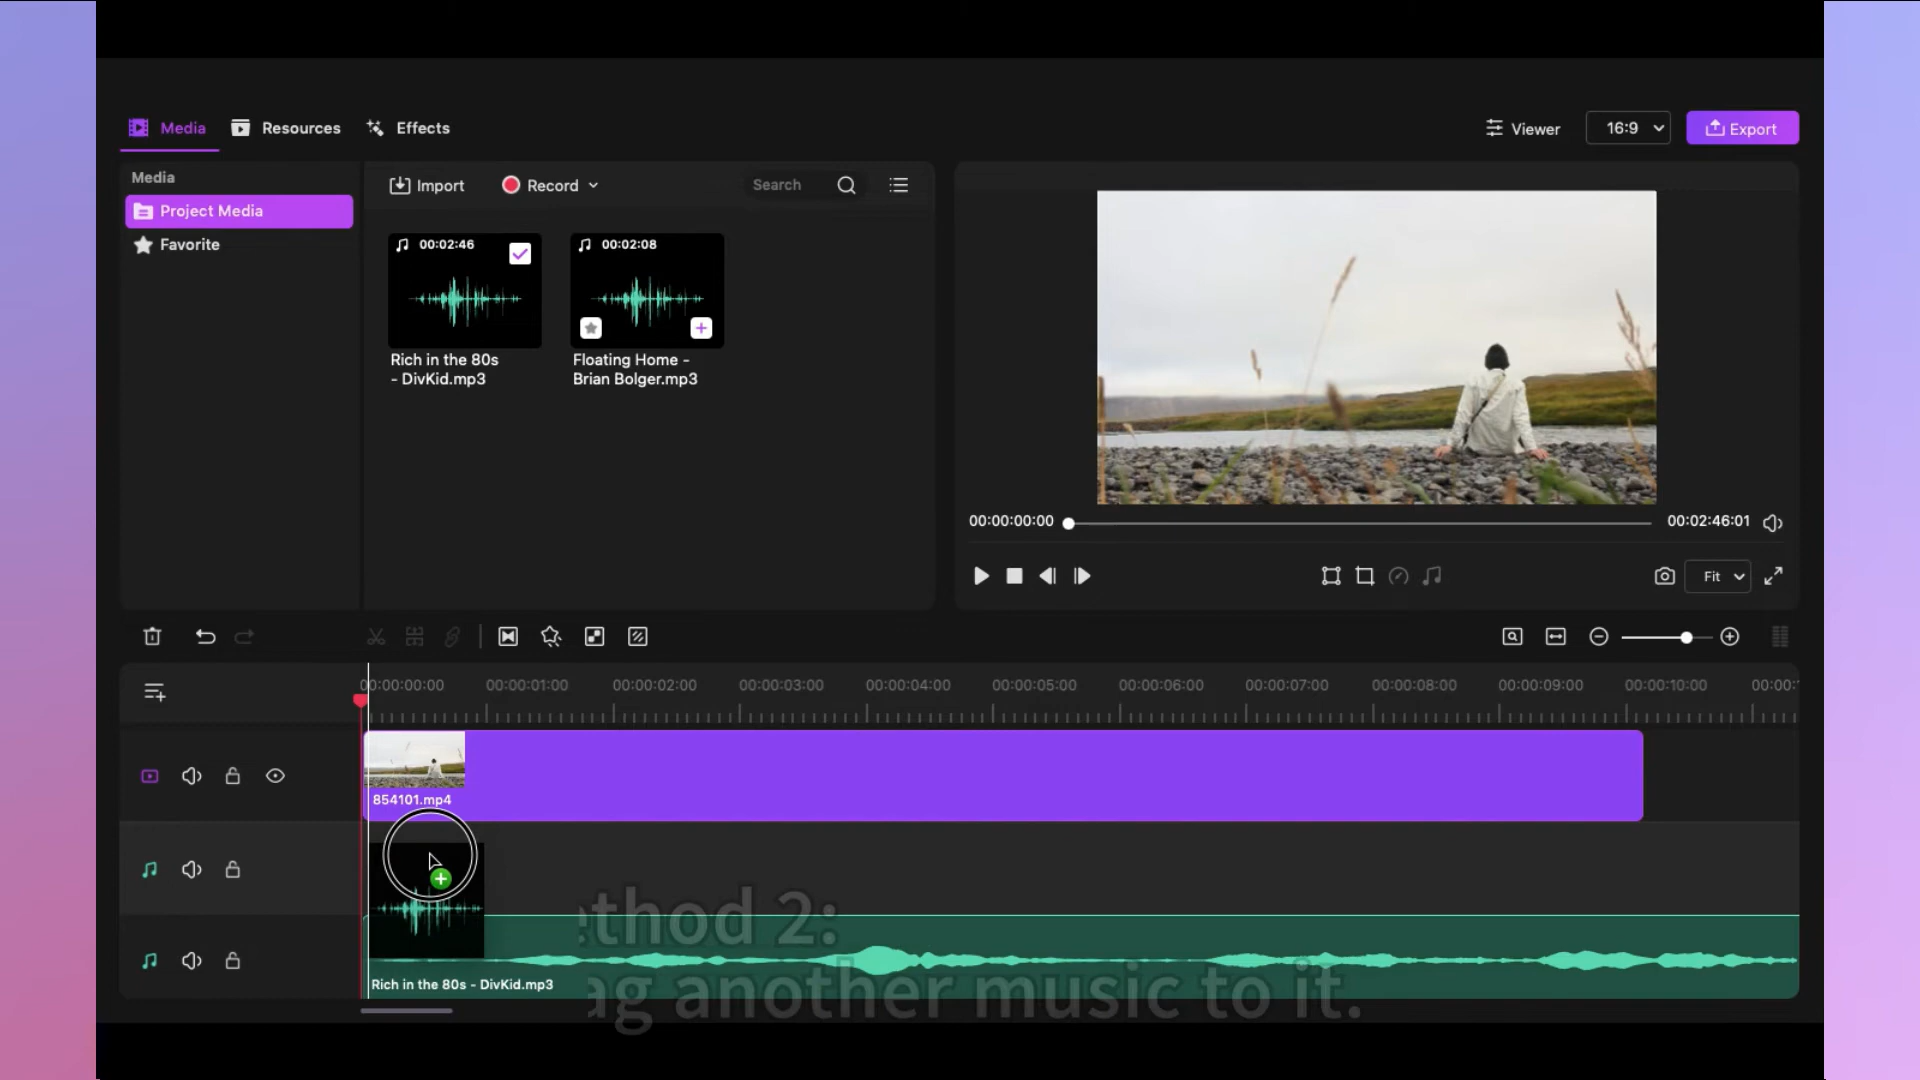 Media Resources Effects
Viewer 16:9 Export
Media
Project Media
Favorite
Import Record Search
00:02:46
Rich in the 80s
- DivKid.mp3
00:02:08
Floating Home -
Brian Bolger.mp3
00:00:00:00 00:02:46:01
Fit
00:00:00:00 00:00:01:00 00:00:02:00 00:00:03:00 00:00:04:00 00:00:05:00 00:00:06:00 00:00:07:00 00:00:08:00 00:00:09:00 00:00:10:00 00:00:
854101.mp4
ethod 2:
Rich in the 80s - DivKid.mp3
ag another music to it.